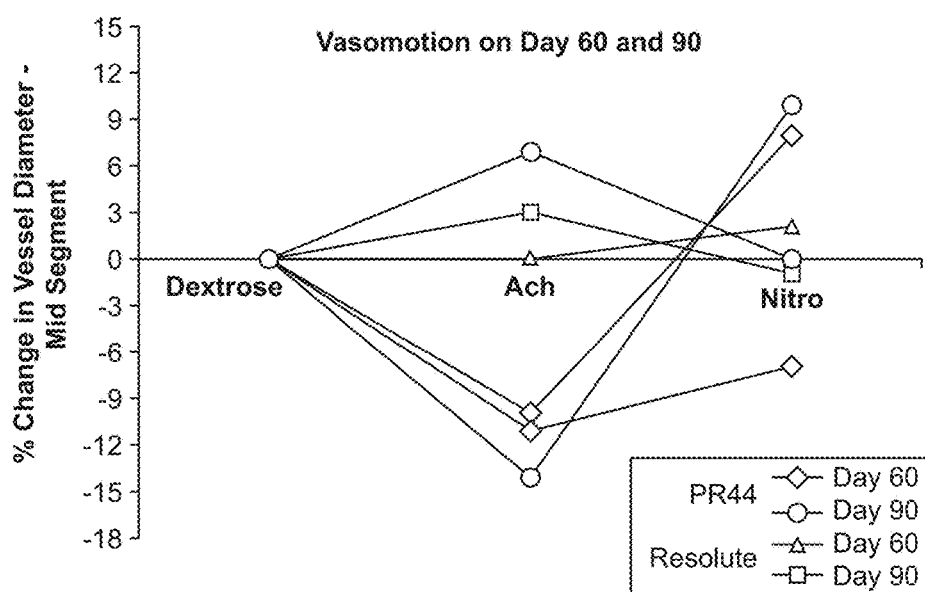 Vasomotion on Day 60 and 90
% Change in Vessel Diameter -
Mid Segment
15
12
9
6
3
0
-3
-6
-9
-12
-15
-18
Dextrose
Ach
Nitro
PR44
Day 60
Day 90
Resolute
Day 60
Day 90